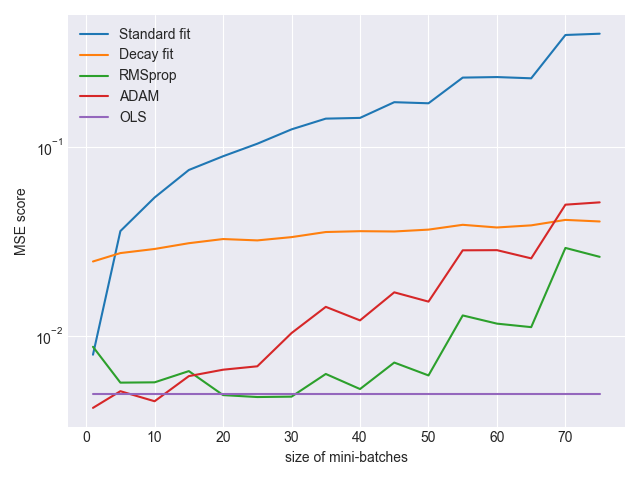 Standard fit
Decay fit
RMSprop
ADAM
OLS
MSE score
10⁻¹
10⁻²
0 10 20 30 40 50 60 70
size of mini-batches